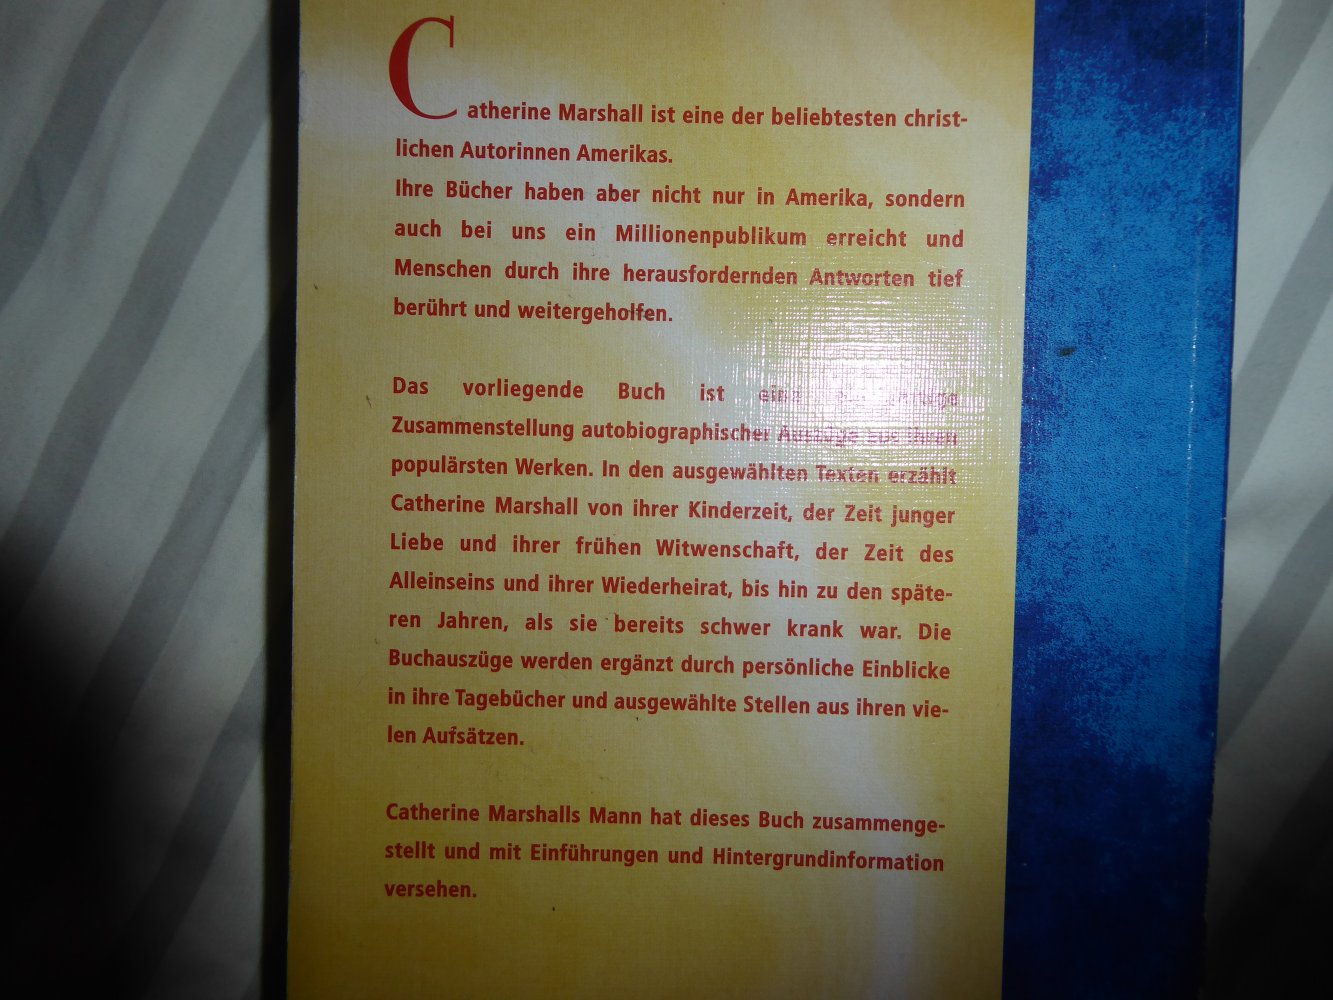 Catherine Marshall ist eine der beliebtesten christ-
lichen Autorinnen Amerikas.
Ihre Bücher haben aber nicht nur in Amerika, sondern
auch bei uns ein Millionenpublikum erreicht und
Menschen durch ihre herausfordernden Antworten tief
berührt und weitergeholfen.
Das vorliegende Buch ist eine
Zusammenstellung autobiographischer Auszüge aus ihren
populärsten Werken. In den ausgewählten Texten erzählt
Catherine Marshall von ihrer Kinderzeit, der Zeit junger
Liebe und ihrer frühen Witwenschaft, der Zeit des
Alleinseins und ihrer Wiederheirat, bis hin zu den späte-
ren Jahren, als sie bereits schwer krank war. Die
Buchauszüge werden ergänzt durch persönliche Einblicke
in ihre Tagebücher und ausgewählte Stellen aus ihren vie-
len Aufsätzen.
Catherine Marshalls Mann hat dieses Buch zusammenge-
stellt und mit Einführungen und Hintergrundinformation
versehen.